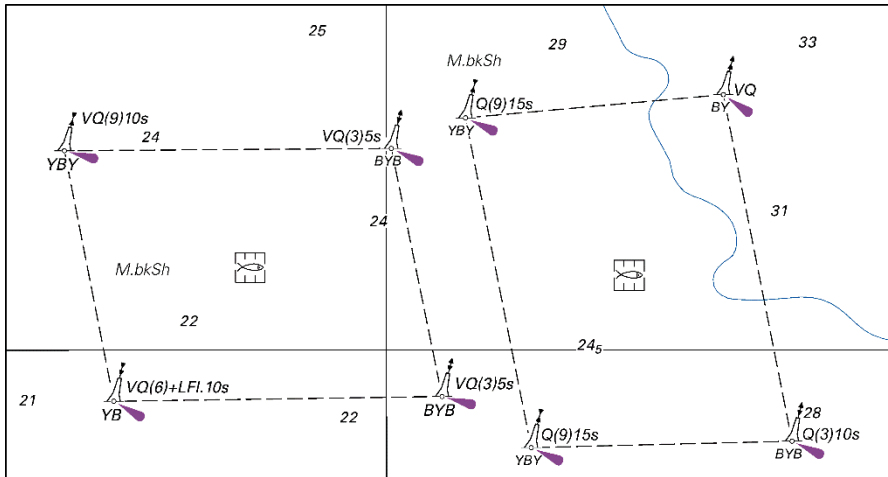 25
29
33
M.bkSh
VQ(9)10s
24
VQ(3)5s
Q(9)15s
VQ
BY
YBY
YBY
BYB
24
31
M.bkSh
22
24₅
21
VQ(6)+LFl.10s
VQ(3)5s
YB
22
BYB
28
Q(3)10s
YBY
Q(9)15s
BYB